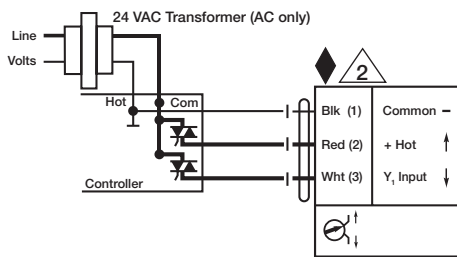 24 VAC Transformer (AC only)
Line
Volts
Hot
Com
2
Blk (1)
Common –
Red (2)
+ Hot
Wht (3)
Y1 Input
Controller